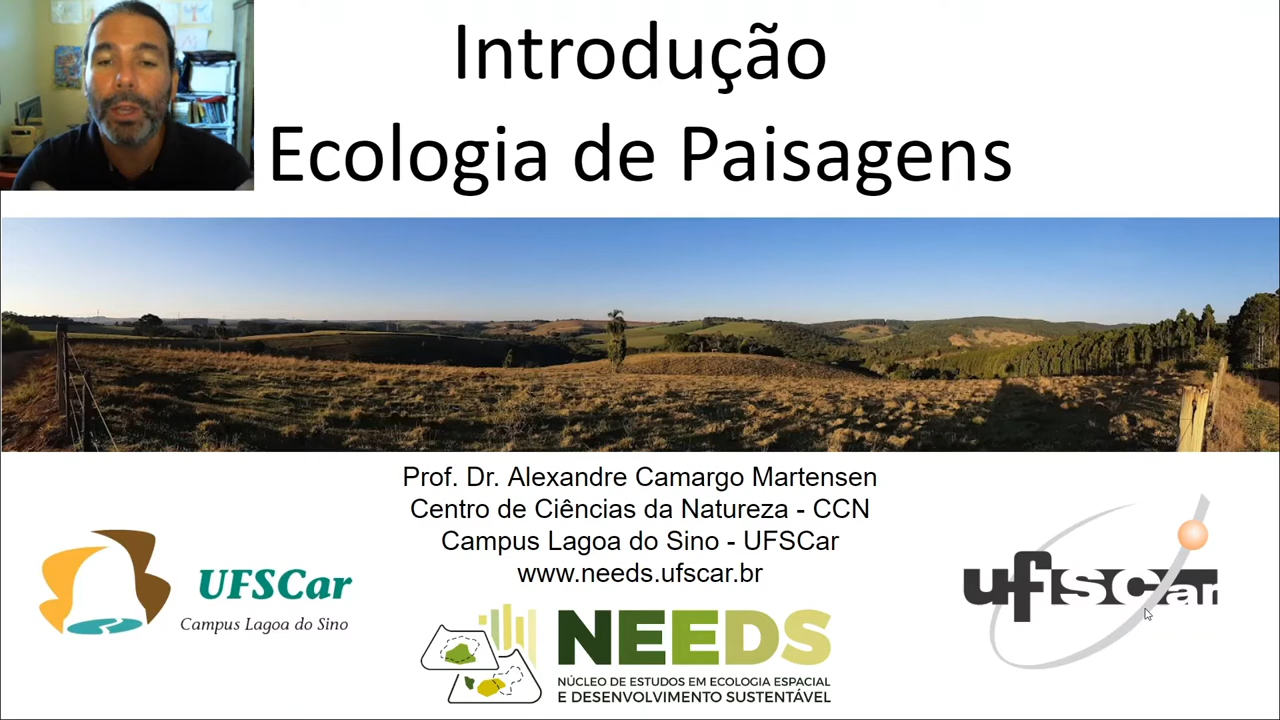 Introdução
Ecologia de Paisagens
Prof. Dr. Alexandre Camargo Martensen
Centro de Ciências da Natureza - CCN
Campus Lagoa do Sino - UFSCar
www.needs.ufscar.br
UFSCar
Campus Lagoa do Sino
NEEDS
NÚCLEO DE ESTUDOS EM ECOLOGIA ESPACIAL
E DESENVOLVIMENTO SUSTENTÁVEL
ufscar